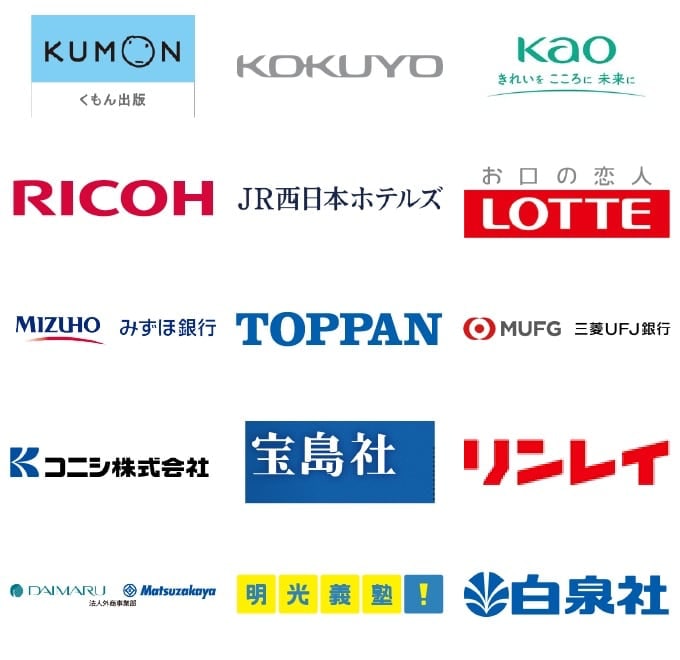 KUMON
くもん出版
KOKUYO
Kao
きれいを こころに 未来に
RICOH
JR西日本ホテルズ
お口の恋人
LOTTE
MIZUHO みずほ銀行
TOPPAN
MUFG 三菱UFJ銀行
コニシ株式会社
宝島社
リンレイ
DAIMARU Matsuzakaya
法人外商事業部
明光義塾!
白泉社